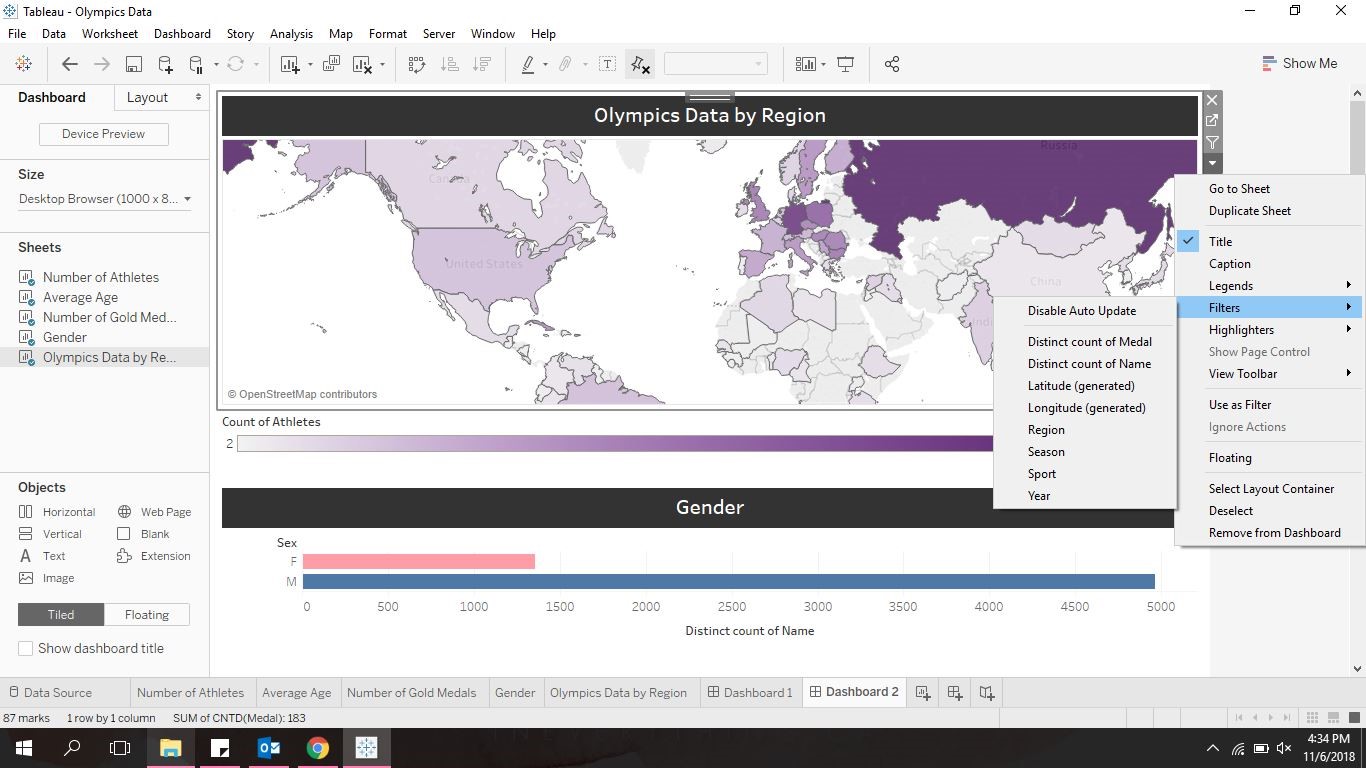 Tableau - Olympics Data
File Data Worksheet Dashboard Story Analysis Map Format Server Window Help
Show Me
Dashboard Layout
Device Preview
Size
Desktop Browser (1000 x 8...
Sheets
Number of Athletes
Average Age
Number of Gold Med...
Gender
Olympics Data by Re...
Objects
Horizontal Web Page
Vertical Blank
Text Extension
Image
Tiled Floating
Show dashboard title
Olympics Data by Region
Russia
Canada
United States
China
© OpenStreetMap contributors
Count of Athletes
2
Gender
Sex
F
M
0 500 1000 1500 2000 2500 3000 3500 4000 4500 5000
Distinct count of Name
Go to Sheet
Duplicate Sheet
Title
Caption
Legends
Filters
Highlighters
Show Page Control
View Toolbar
Use as Filter
Ignore Actions
Floating
Select Layout Container
Deselect
Remove from Dashboard
Disable Auto Update
Distinct count of Medal
Distinct count of Name
Latitude (generated)
Longitude (generated)
Region
Season
Sport
Year
Data Source Number of Athletes Average Age Number of Gold Medals Gender Olympics Data by Region Dashboard 1 Dashboard 2
87 marks 1 row by 1 column SUM of CNTD(Medal): 183
4:34 PM
11/6/2018